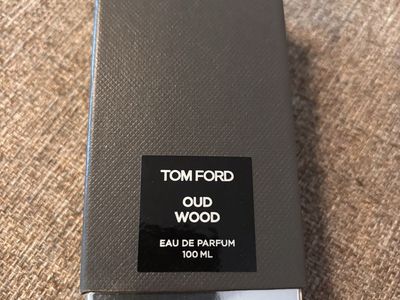 TOM FORD
OUD
WOOD
EAU DE PARFUM
100 ML